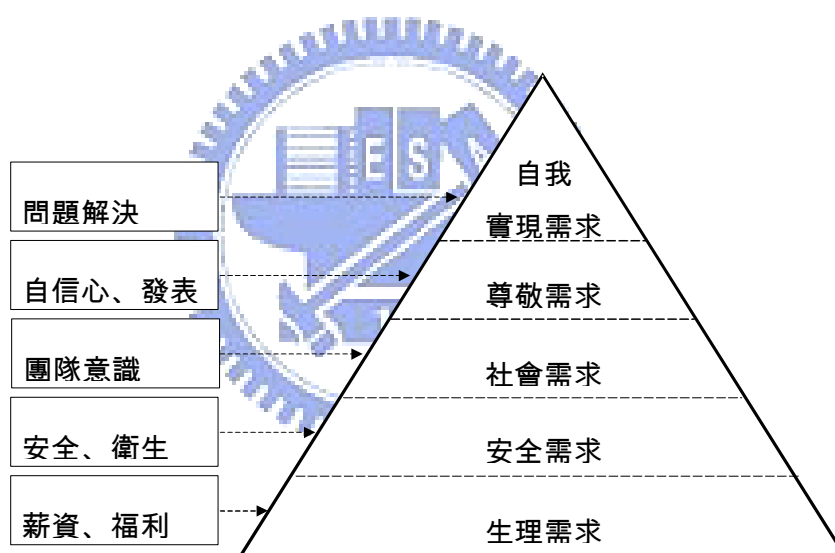 問題解決
自信心、發表
團隊意識
安全、衛生
薪資、福利
自我
實現需求
尊敬需求
社會需求
安全需求
生理需求
E S